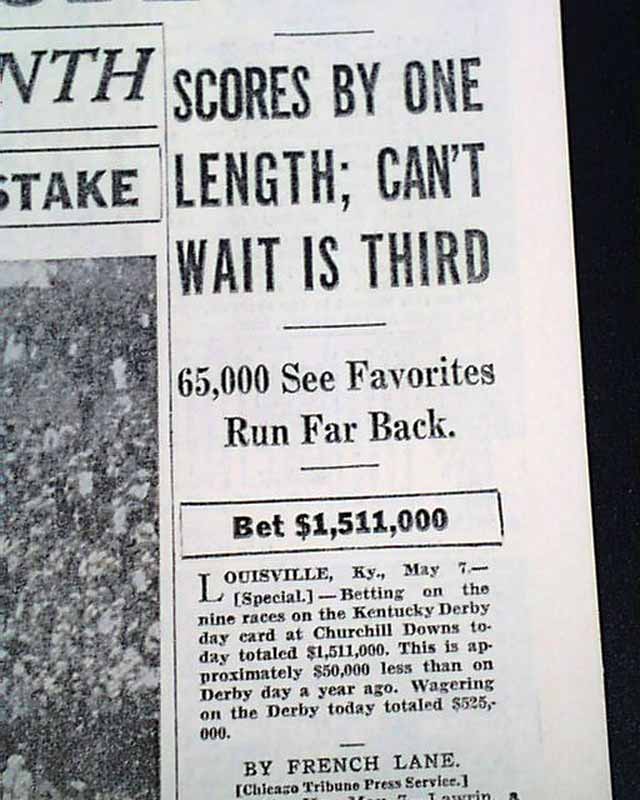 NTH
STAKE
SCORES BY ONE
LENGTH; CAN'T
WAIT IS THIRD
65,000 See Favorites
Run Far Back.
Bet $1,511,000
LOUISVILLE, Ky., May 7.—
[Special.]—Betting on the
nine races on the Kentucky Derby
day card at Churchill Downs to-
day totaled $1,511,000. This is ap-
proximately $50,000 less than on
Derby day a year ago. Wagering
on the Derby today totaled $525,-
000.
BY FRENCH LANE.
[Chicago Tribune Press Service.]
May 7. Lawrin, a